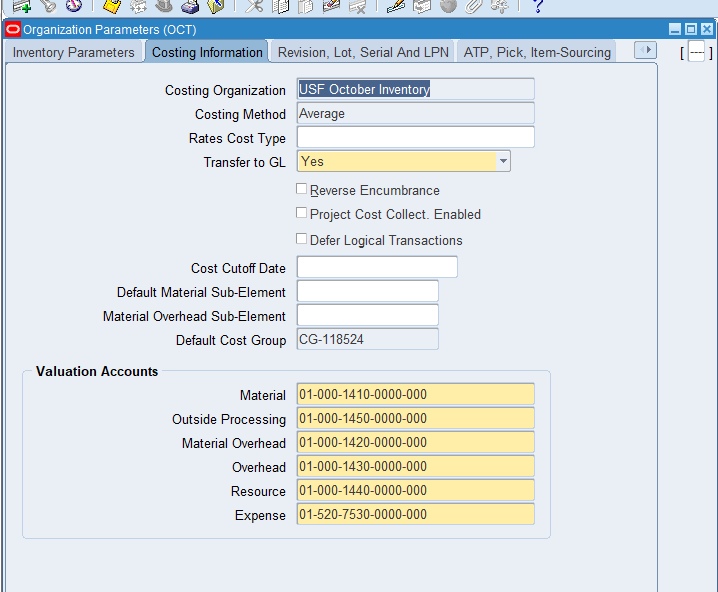 Organization Parameters (OCT)
Inventory Parameters Costing Information Revision, Lot, Serial And LPN ATP, Pick, Item-Sourcing
Costing Organization USF October Inventory
Costing Method Average
Rates Cost Type
Transfer to GL Yes
Reverse Encumbrance
Project Cost Collect. Enabled
Defer Logical Transactions
Cost Cutoff Date
Default Material Sub-Element
Material Overhead Sub-Element
Default Cost Group CG-118524
Valuation Accounts
Material 01-000-1410-0000-000
Outside Processing 01-000-1450-0000-000
Material Overhead 01-000-1420-0000-000
Overhead 01-000-1430-0000-000
Resource 01-000-1440-0000-000
Expense 01-520-7530-0000-000